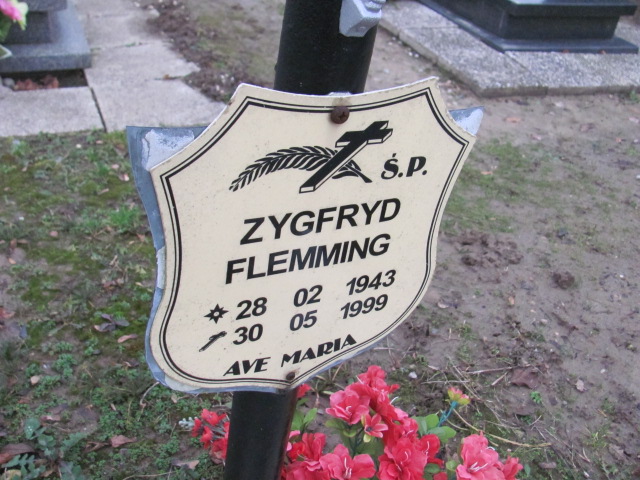 Ś.P.
ZYGFRYD
FLEMMING
28 02 1943
30 05 1999
AVE MARIA